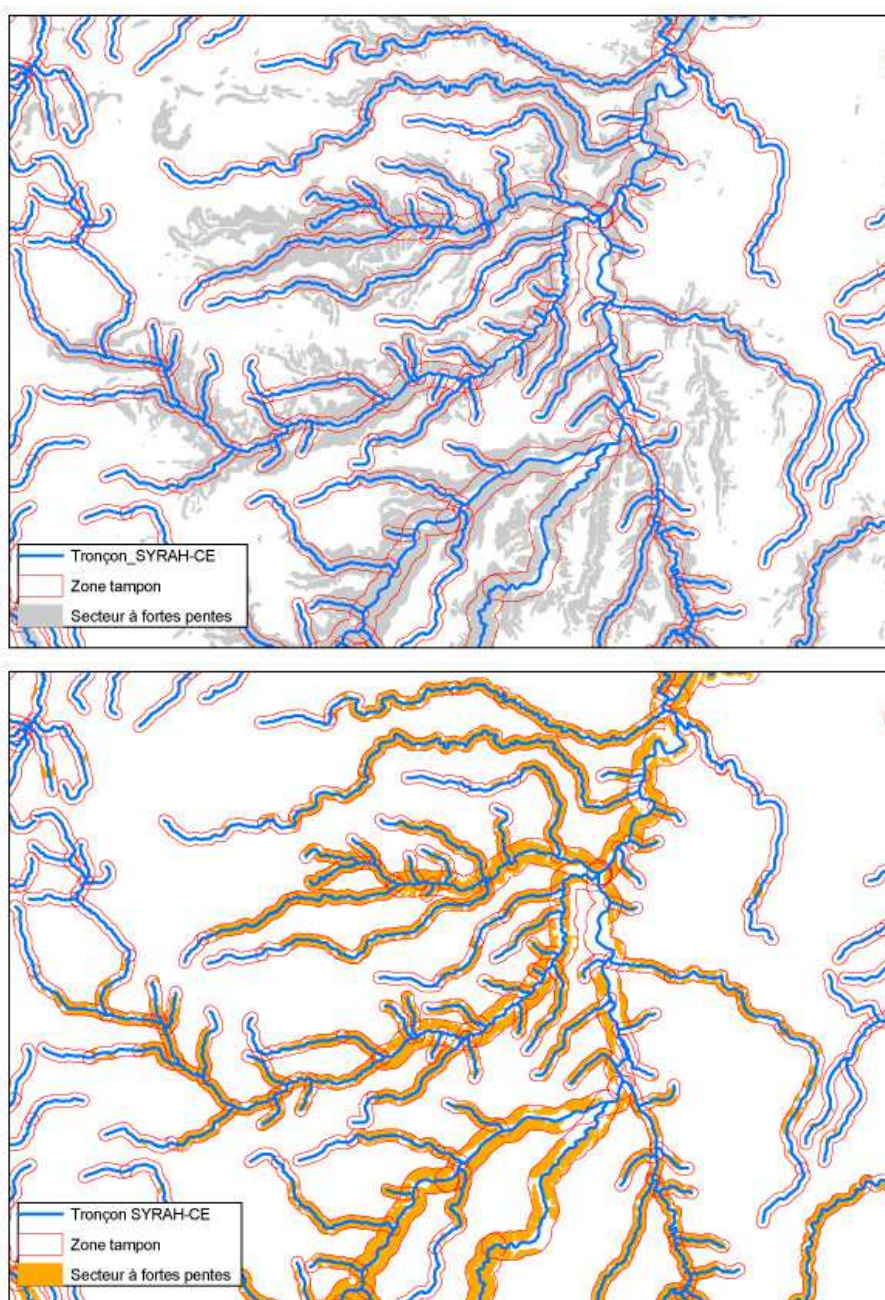 Tronçon_SYRAH-CE
Zone tampon
Secteur à fortes pentes
Tronçon SYRAH-CE
Zone tampon
Secteur à fortes pentes